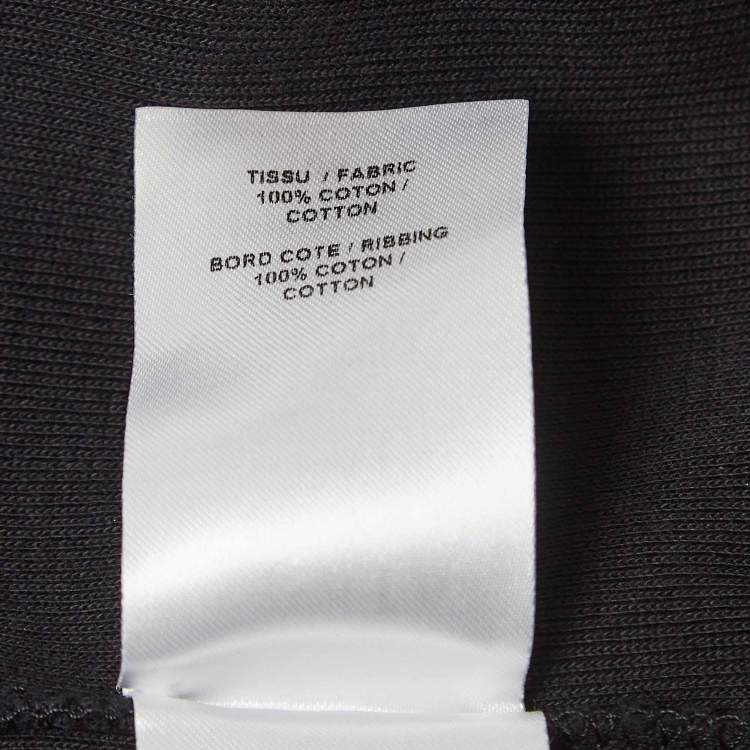 TISSU / FABRIC
100% COTON /
COTTON
BORD COTE / RIBBING
100% COTON /
COTTON